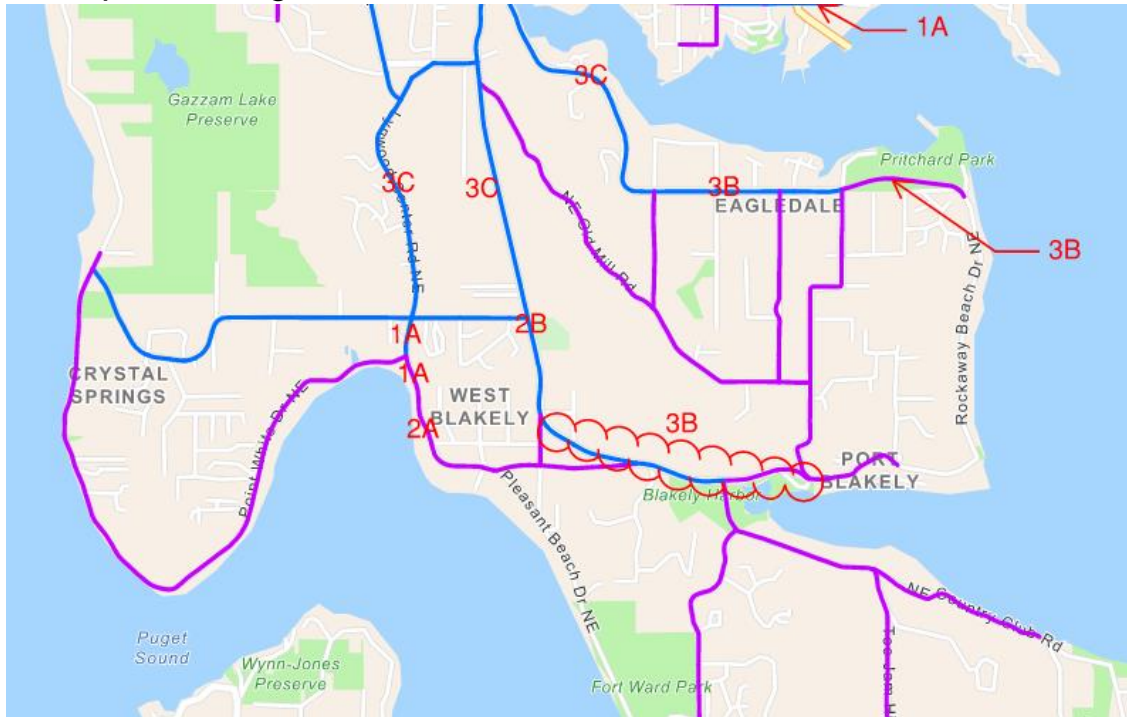 1A
3C
Gazzam Lake
Preserve
Pritchard Park
3C
3C
3B
EAGLEDALE
NE Old Mill Rd
3B
Rockaway Beach Dr NE
2B
1A
1A
CRYSTAL
SPRINGS
WEST
BLAKELY
2A
3B
Point White Dr NE
PORT
BLAKELY
Blakely Harbor
Pleasant Beach Dr NE
NE Country Club Rd
Puget
Sound
Wynn-Jones
Preserve
Fort Ward Park